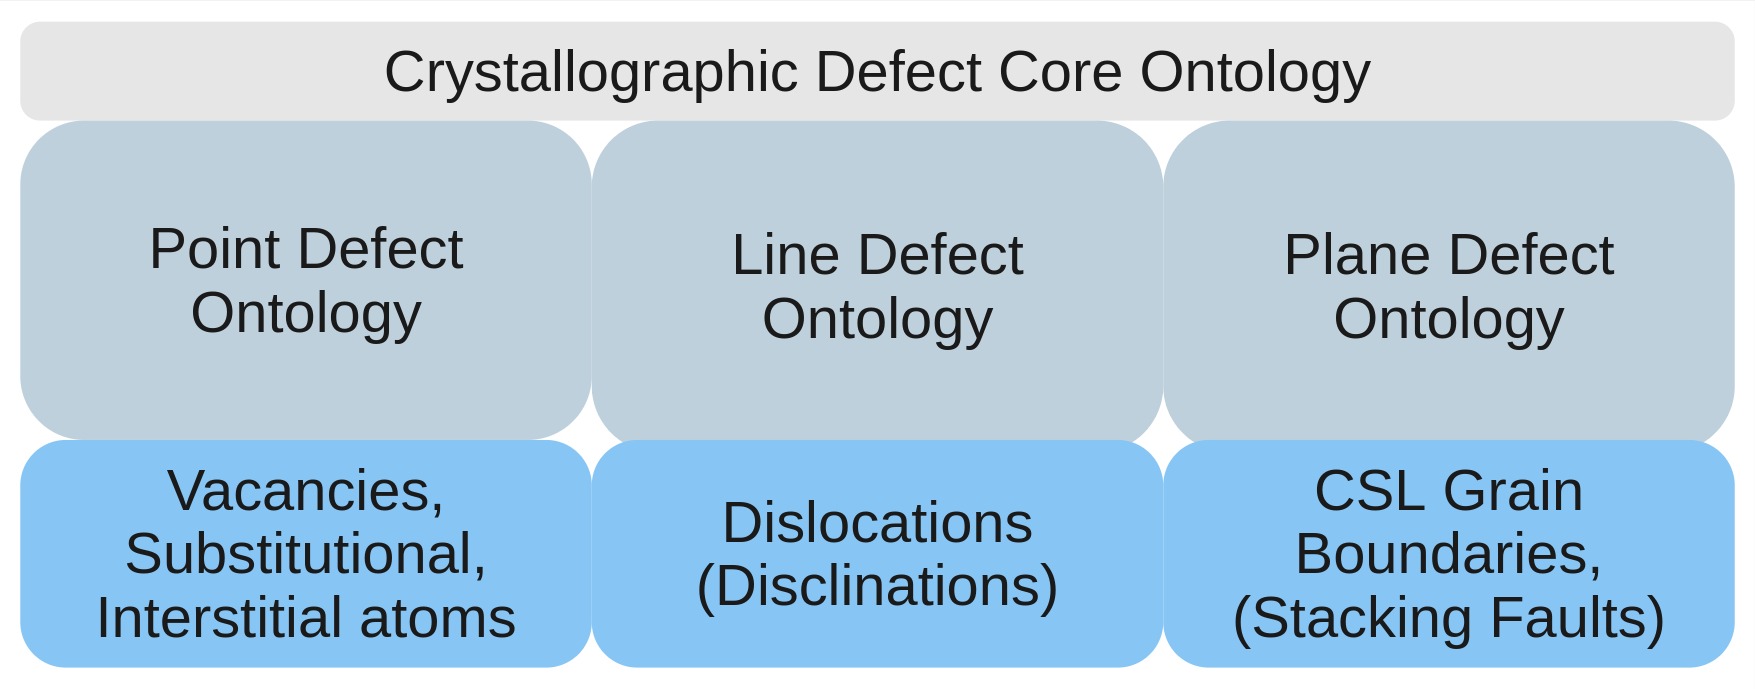 Crystallographic Defect Core Ontology
Point Defect
Ontology
Line Defect
Ontology
Plane Defect
Ontology
Vacancies,
Substitutional,
Interstitial atoms
Dislocations
(Disclinations)
CSL Grain
Boundaries,
(Stacking Faults)